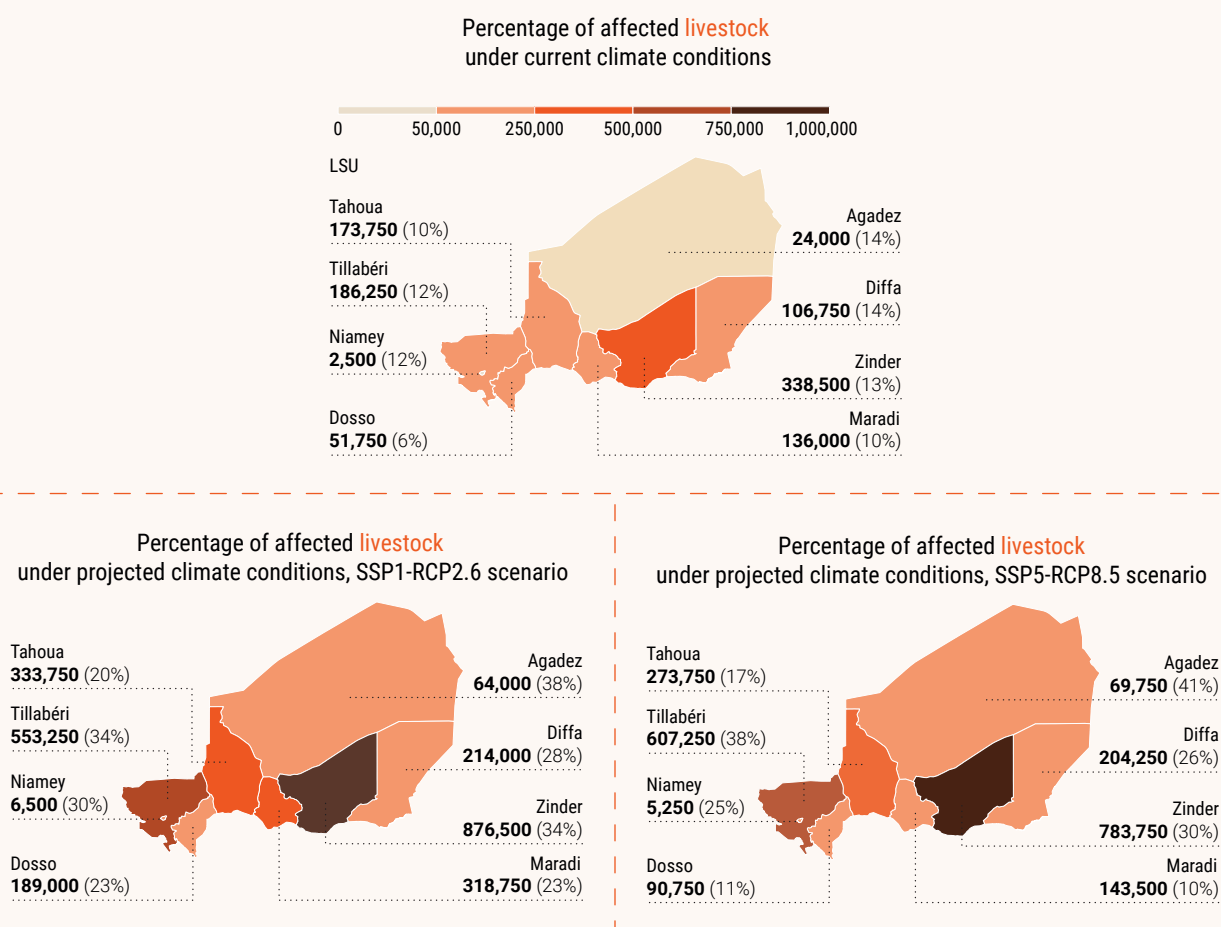 Percentage of affected livestock
under current climate conditions
0 50,000 250,000 500,000 750,000 1,000,000
LSU
Tahoua
173,750 (10%)
Tillabéri
186,250 (12%)
Niamey
2,500 (12%)
Dosso
51,750 (6%)
Agadez
24,000 (14%)
Diffa
106,750 (14%)
Zinder
338,500 (13%)
Maradi
136,000 (10%)
Percentage of affected livestock
under projected climate conditions, SSP1-RCP2.6 scenario
Tahoua
333,750 (20%)
Tillabéri
553,250 (34%)
Niamey
6,500 (30%)
Dosso
189,000 (23%)
Agadez
64,000 (38%)
Diffa
214,000 (28%)
Zinder
876,500 (34%)
Maradi
318,750 (23%)
Percentage of affected livestock
under projected climate conditions, SSP5-RCP8.5 scenario
Tahoua
273,750 (17%)
Tillabéri
607,250 (38%)
Niamey
5,250 (25%)
Dosso
90,750 (11%)
Agadez
69,750 (41%)
Diffa
204,250 (26%)
Zinder
783,750 (30%)
Maradi
143,500 (10%)